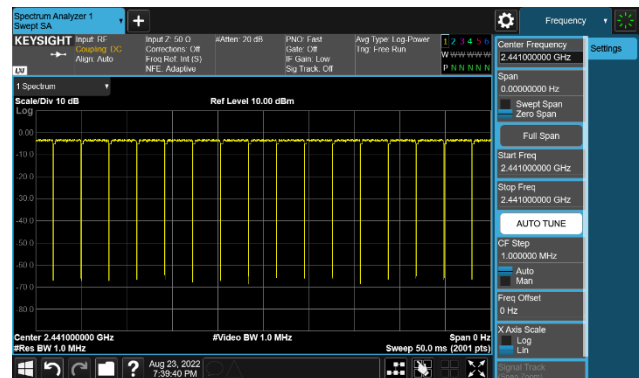 Spectrum Analyzer 1
Swept SA
Frequency
KEYSIGHT
Input: RF
Coupling: DC
Align: Auto
Input Z: 50 Ω
Corrections: Off
Freq Ref: Int (S)
NFE: Adaptive
#Atten: 20 dB
PNO: Fast
Gate: Off
IF Gain: Low
Sig Track: Off
Avg Type: Log-Power
Trig: Free Run
1 2 3 4 5 6
W W W W W W
P N N N N N
LXI
1 Spectrum
Scale/Div 10 dB
Ref Level 10.00 dBm
Log
0.00
-10.0
-20.0
-30.0
-40.0
-50.0
-60.0
-70.0
-80.0
Center 2.441000000 GHz
#Res BW 1.0 MHz
#Video BW 1.0 MHz
Span 0 Hz
Sweep 50.0 ms (2001 pts)
Aug 23, 2022
7:39:40 PM
Center Frequency
2.441000000 GHz
Settings
Span
0.00000000 Hz
Swept Span
Zero Span
Full Span
Start Freq
2.441000000 GHz
Stop Freq
2.441000000 GHz
AUTO TUNE
CF Step
1.000000 MHz
Auto
Man
Freq Offset
0 Hz
X Axis Scale
Log
Lin
Signal Track
(Span Zoom)